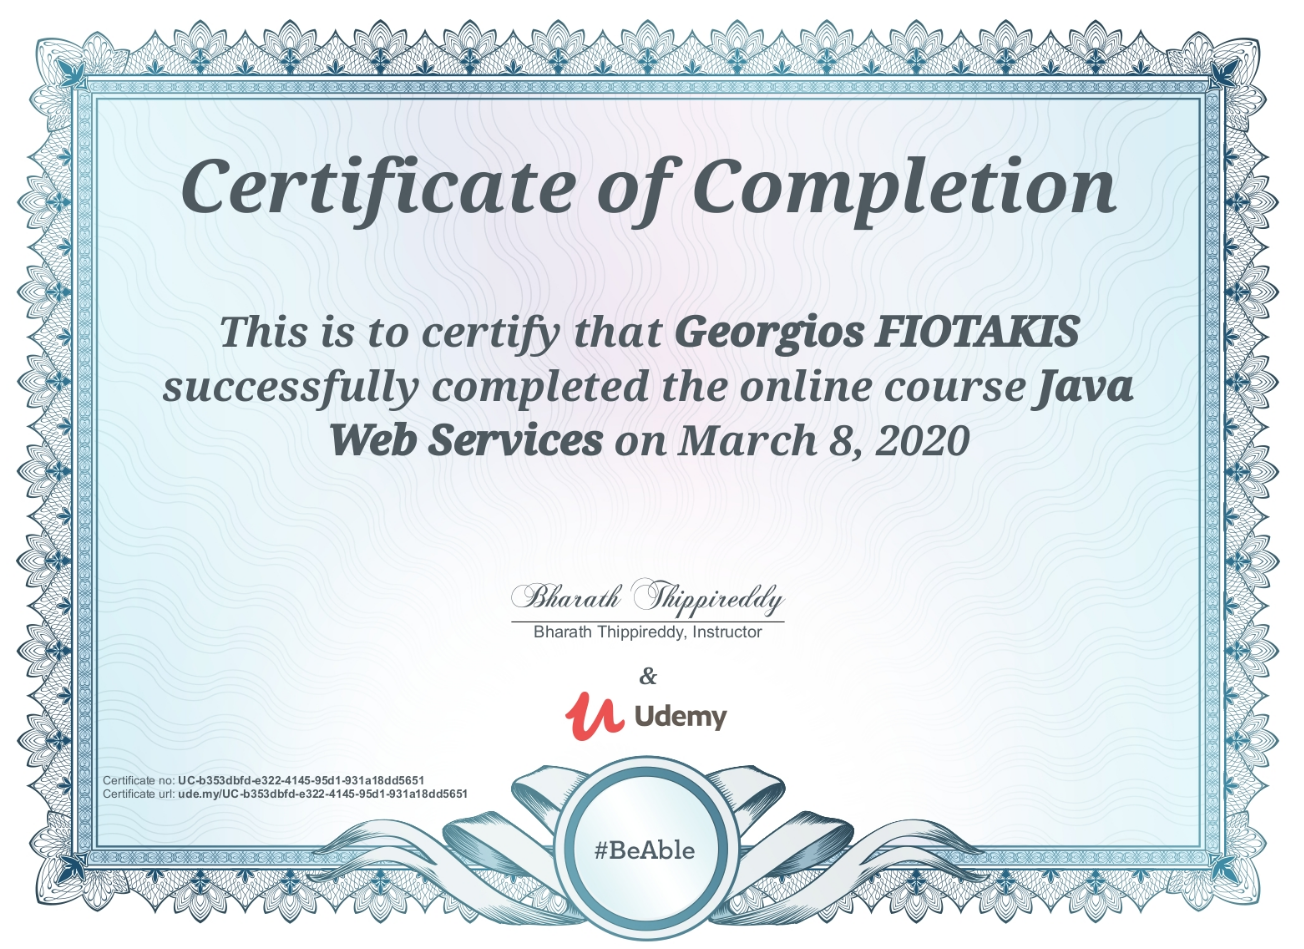 Certificate of Completion
This is to certify that Georgios FIOTAKIS
successfully completed the online course Java
Web Services on March 8, 2020
Bharath Thippireddy
Bharath Thippireddy, Instructor
&
Udemy
Certificate no: UC-b353dbfd-e322-4145-95d1-931a18dd5651
Certificate url: ude.my/UC-b353dbfd-e322-4145-95d1-931a18dd5651
#BeAble